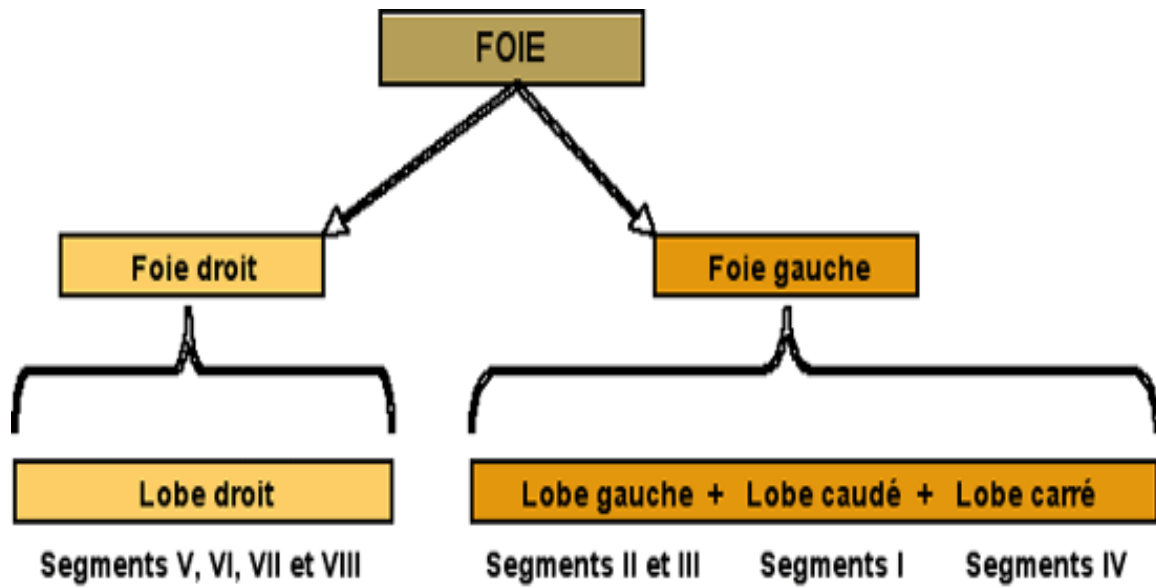 FOIE
Foie droit
Foie gauche
Lobe droit
Lobe gauche + Lobe caudé + Lobe carré
Segments V, VI, VII et VIII
Segments II et III
Segments I
Segments IV